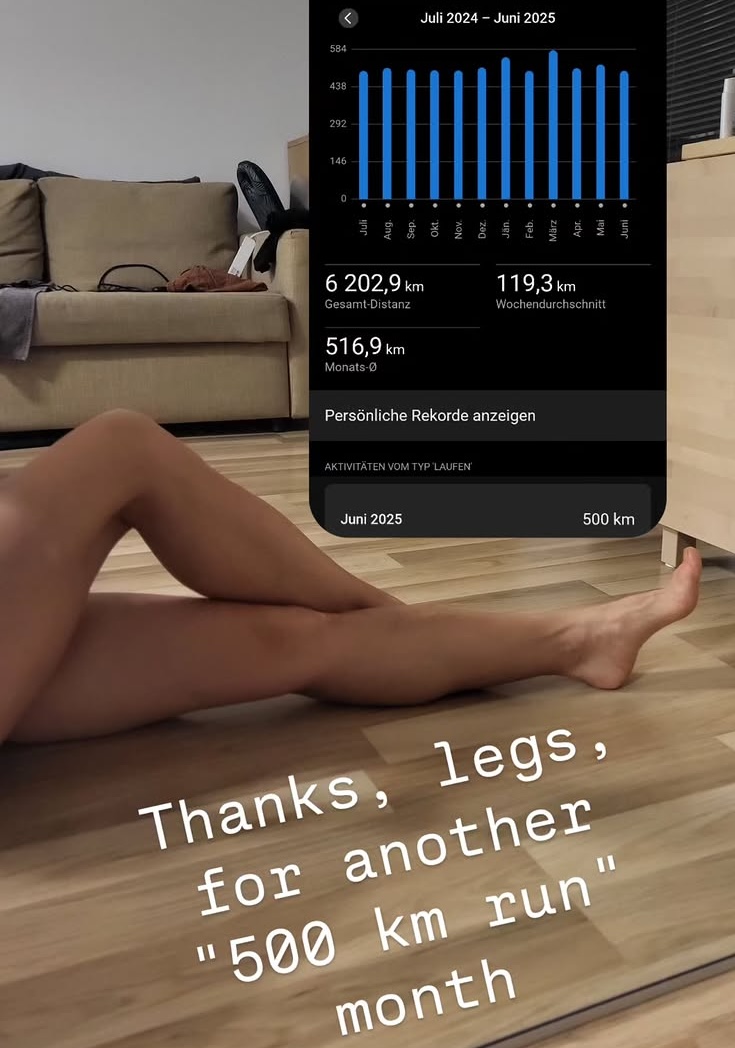 Juli 2024 – Juni 2025
584
438
292
146
0
Juli
Aug.
Sep.
Okt.
Nov.
Dez.
Jän.
Feb.
März
Apr.
Mai
Juni
6 202,9 km
119,3 km
Gesamt-Distanz
Wochendurchschnitt
516,9 km
Monats-Ø
Persönliche Rekorde anzeigen
AKTIVITÄTEN VOM TYP 'LAUFEN'
Juni 2025
500 km
Thanks, legs,
for another
"500 km run"
month